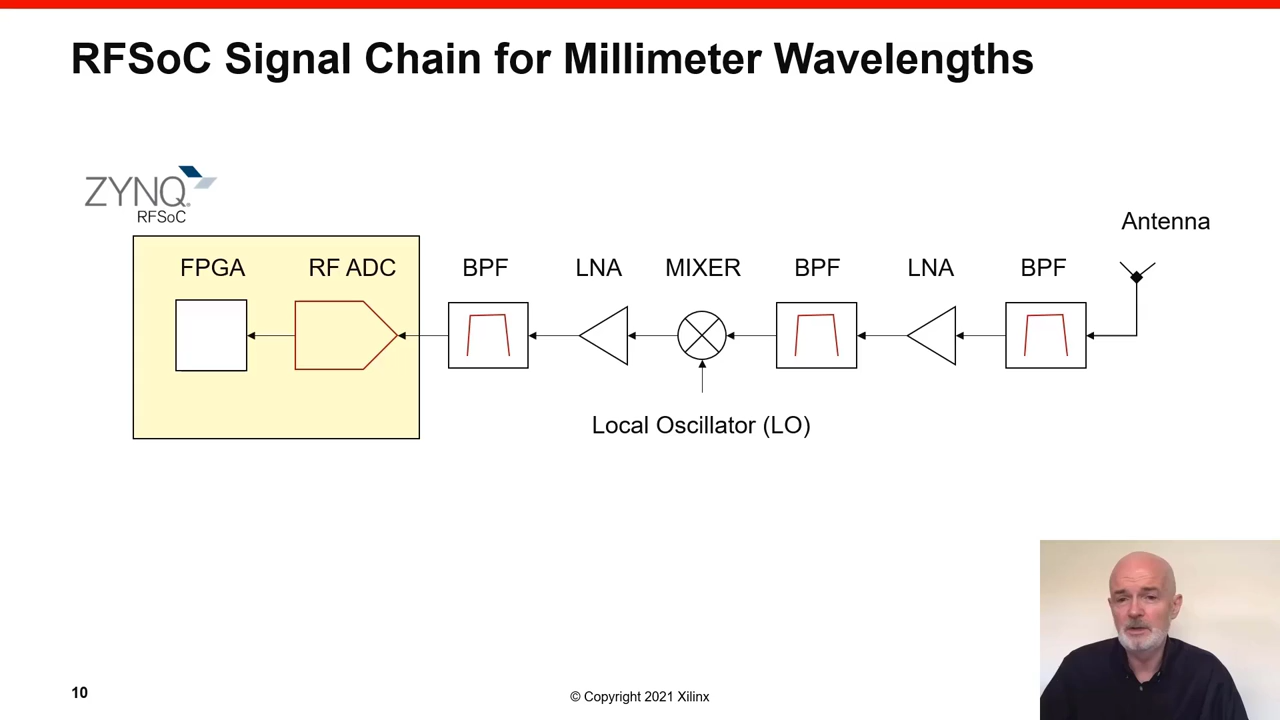 RFSoC Signal Chain for Millimeter Wavelengths
ZYNQ
RFSoC
Antenna
FPGA RF ADC BPF LNA MIXER BPF LNA BPF
Local Oscillator (LO)
10
© Copyright 2021 Xilinx